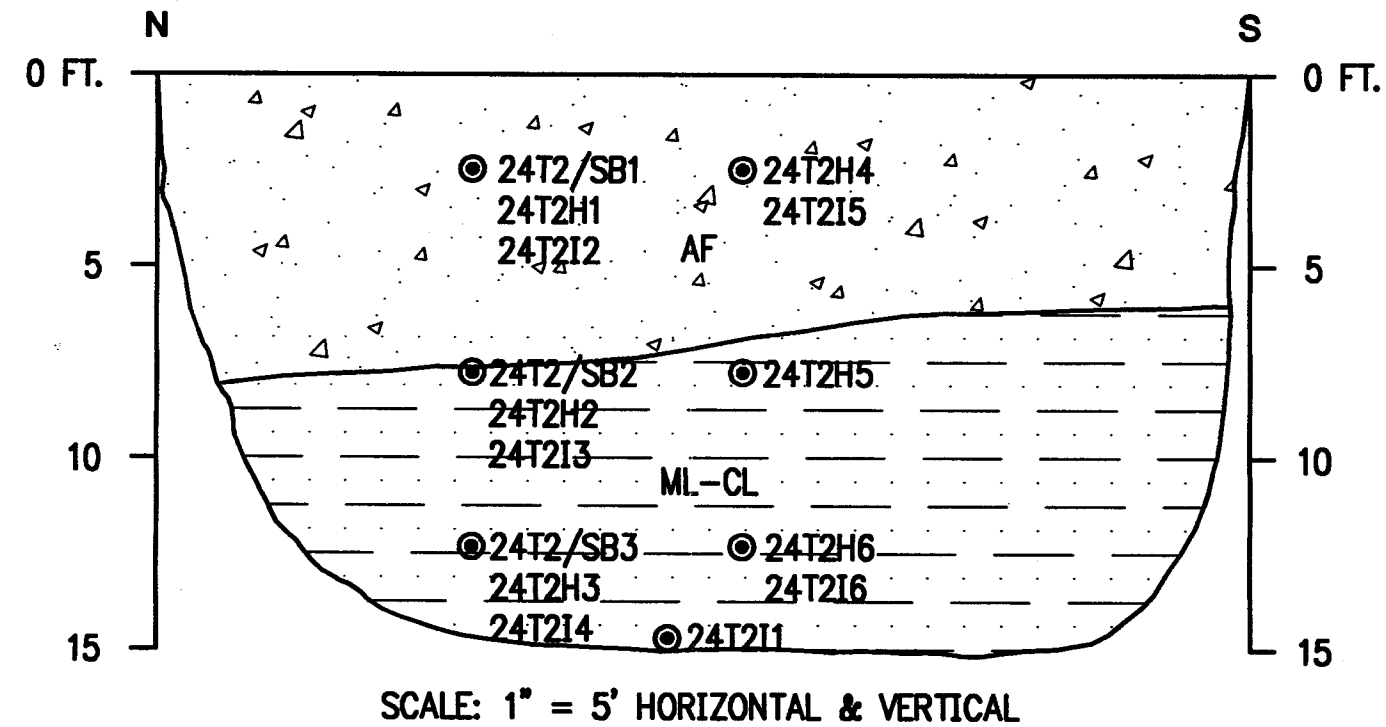 N S
0 FT. 0 FT.
24T2/SB1 24T2H4
24T2H1 24T2I5
24T2I2 AF
5 5
24T2/SB2 24T2H5
24T2H2
24T2I3
10 10
ML-CL
24T2/SB3 24T2H6
24T2H3 24T2I6
24T2I4 24T2I1
15 15
SCALE: 1" = 5' HORIZONTAL & VERTICAL